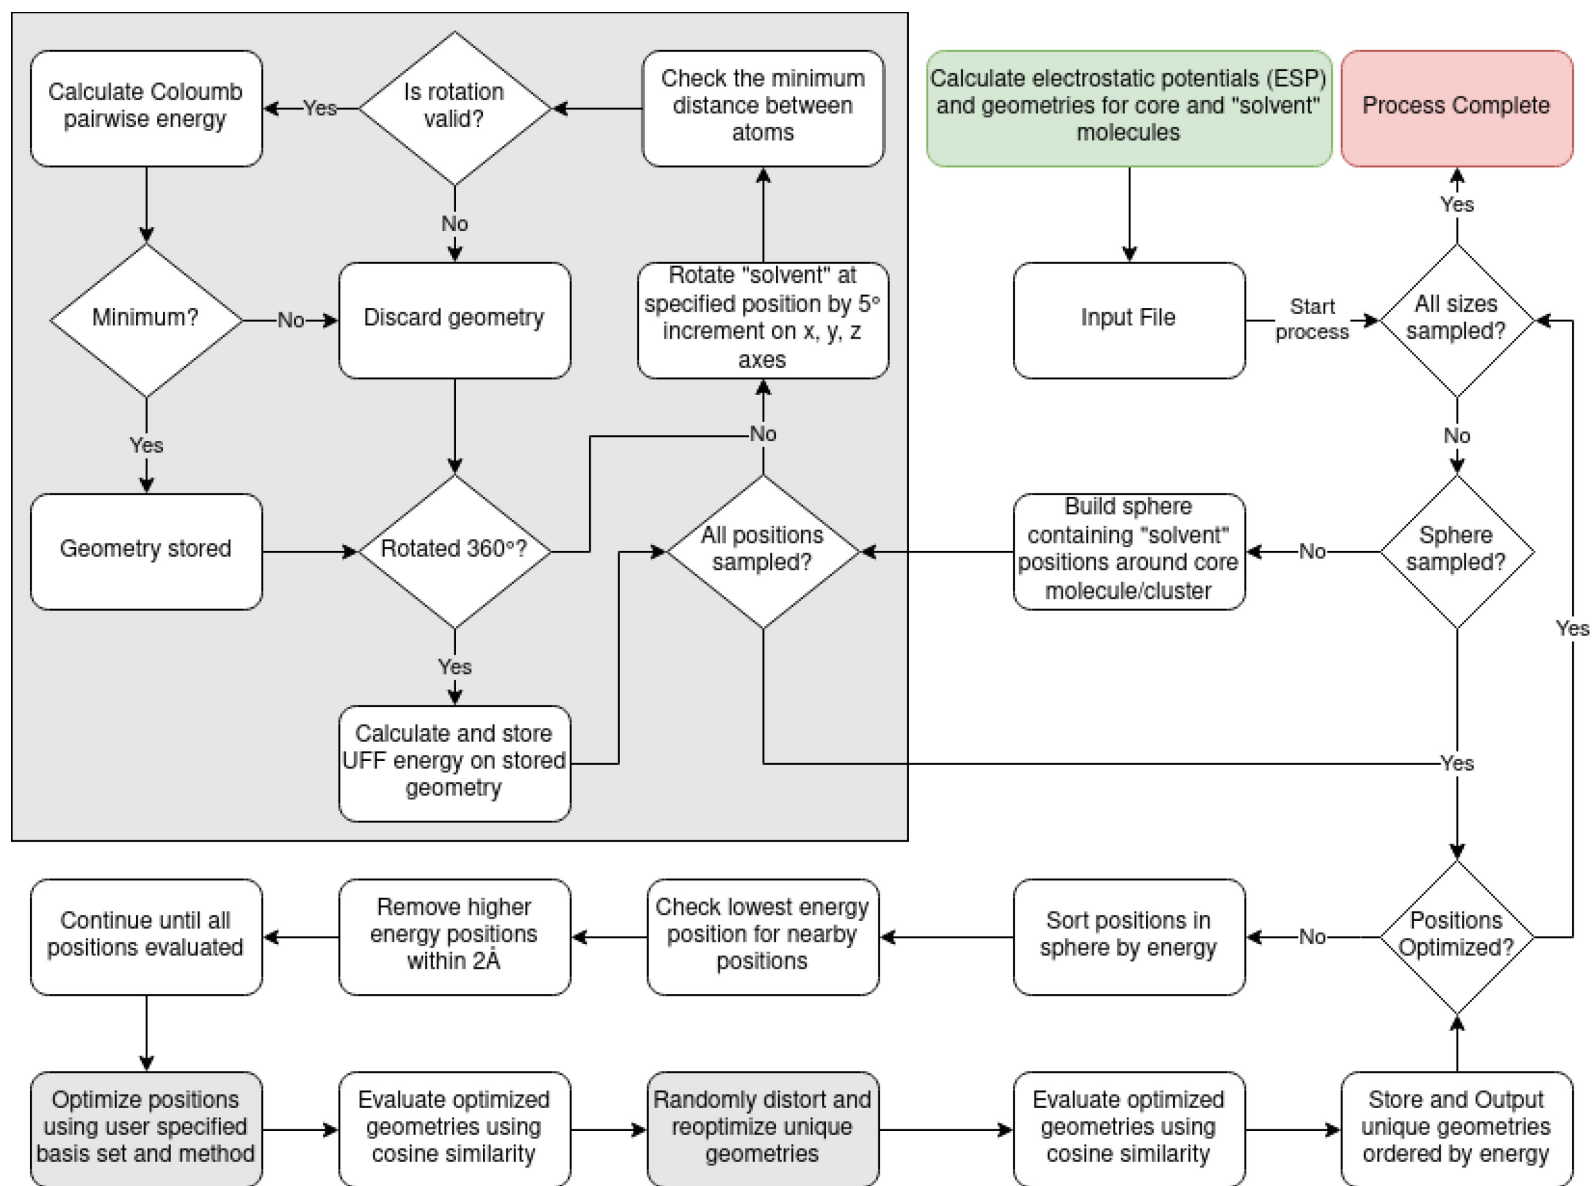 Calculate Coloumb
pairwise energy
Yes
Is rotation
valid?
Check the minimum
distance between
atoms
Calculate electrostatic potentials (ESP)
and geometries for core and "solvent"
molecules
Process Complete
No
Yes
Minimum?
No
Discard geometry
Rotate "solvent" at
specified position by 5°
increment on x, y, z
axes
Input File
Start
process
All sizes
sampled?
Yes
No
No
Geometry stored
Rotated 360°?
All positions
sampled?
Build sphere
containing "solvent"
positions around core
molecule/cluster
No
Sphere
sampled?
Yes
Yes
Calculate and store
UFF energy on stored
geometry
Yes
Continue until all
positions evaluated
Remove higher
energy positions
within 2Å
Check lowest energy
position for nearby
positions
Sort positions in
sphere by energy
No
Positions
Optimized?
Optimize positions
using user specified
basis set and method
Evaluate optimized
geometries using
cosine similarity
Randomly distort and
reoptimize unique
geometries
Evaluate optimized
geometries using
cosine similarity
Store and Output
unique geometries
ordered by energy